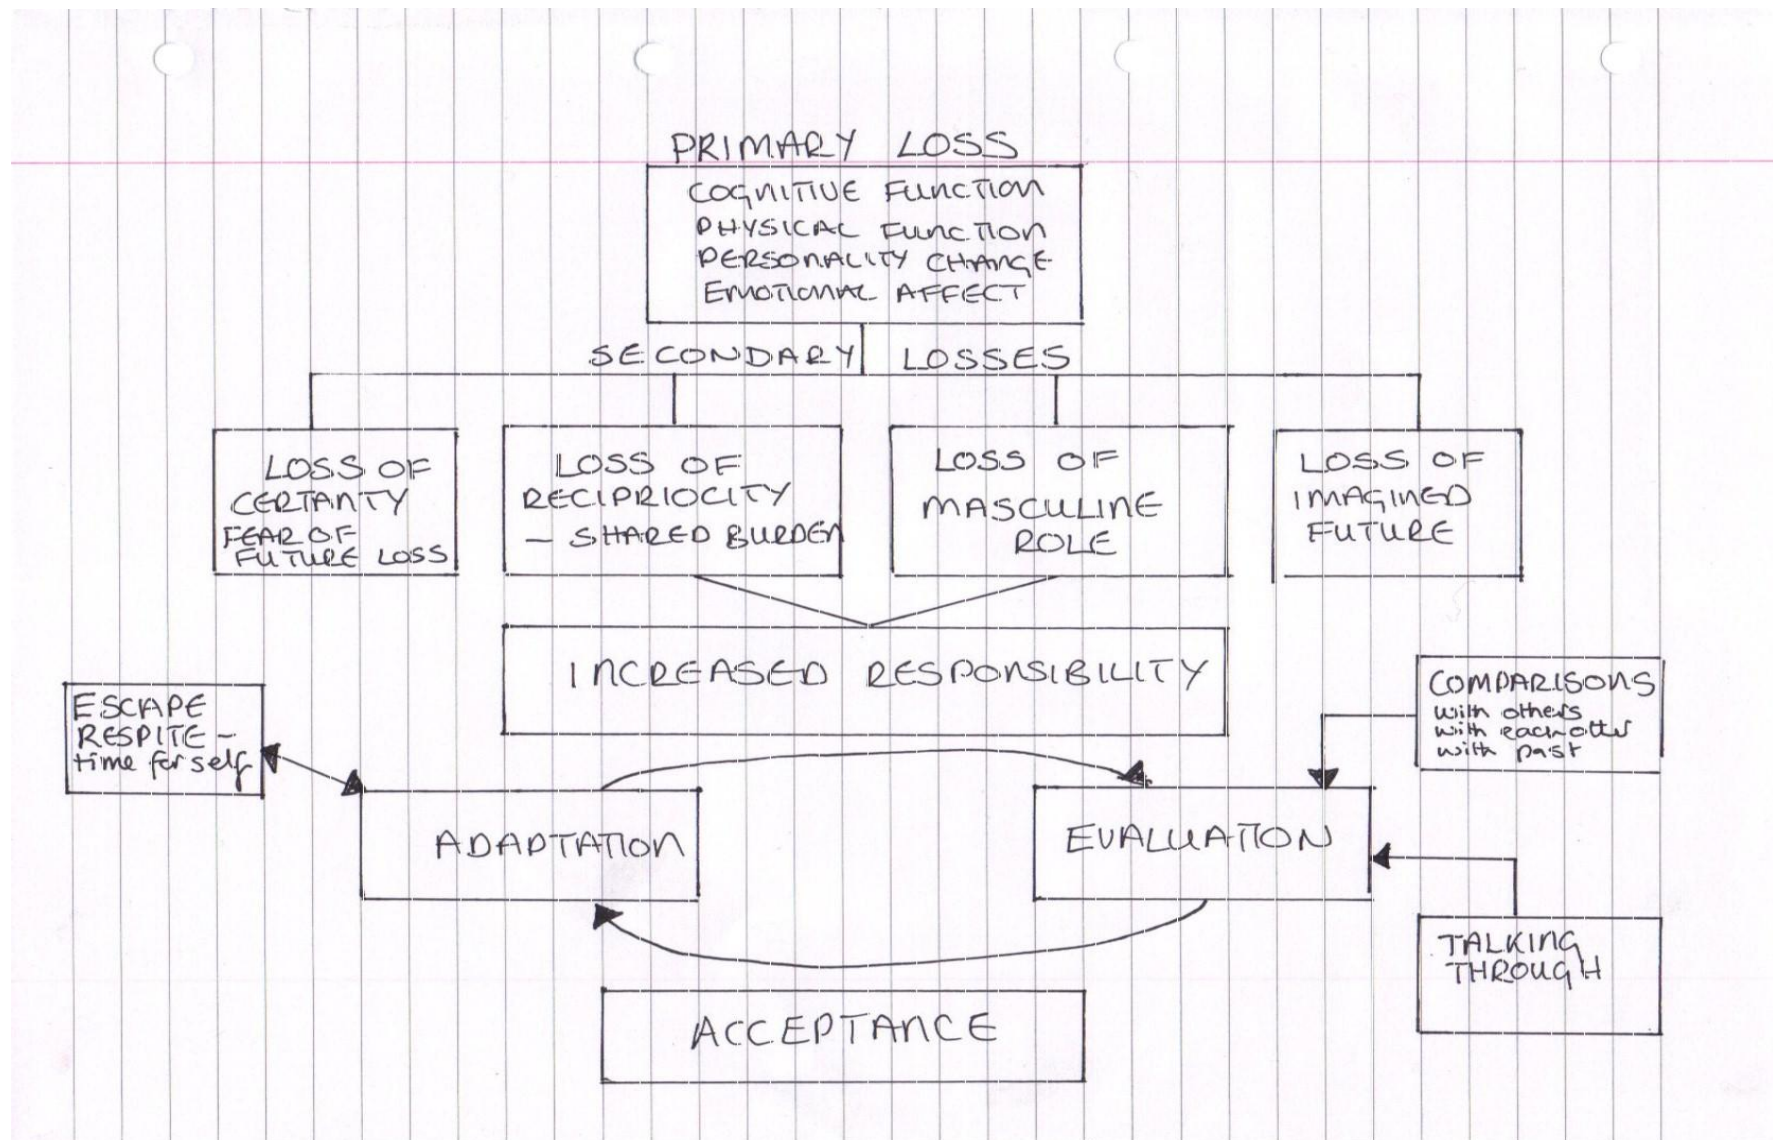 PRIMARY LOSS
COGNITIVE FUNCTION
PHYSICAL FUNCTION
PERSONALITY CHANGE
EMOTIONAL AFFECT
SECONDARY LOSSES
LOSS OF
CERTANTY
FEAR OF
FUTURE LOSS
LOSS OF
RECIPRIOCITY
- SHARED BURDEN
LOSS OF
MASCULINE
ROLE
LOSS OF
IMAGINED
FUTURE
INCREASED RESPONSIBILITY
ESCAPE
RESPITE -
time for self
COMPARISONS
with others
with each other
with past
ADAPTATION
EVALUATION
TALKING
THROUGH
ACCEPTANCE